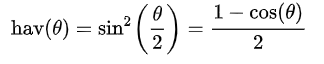 hav(θ) = sin²(θ/2) = (1 − cos(θ))/2